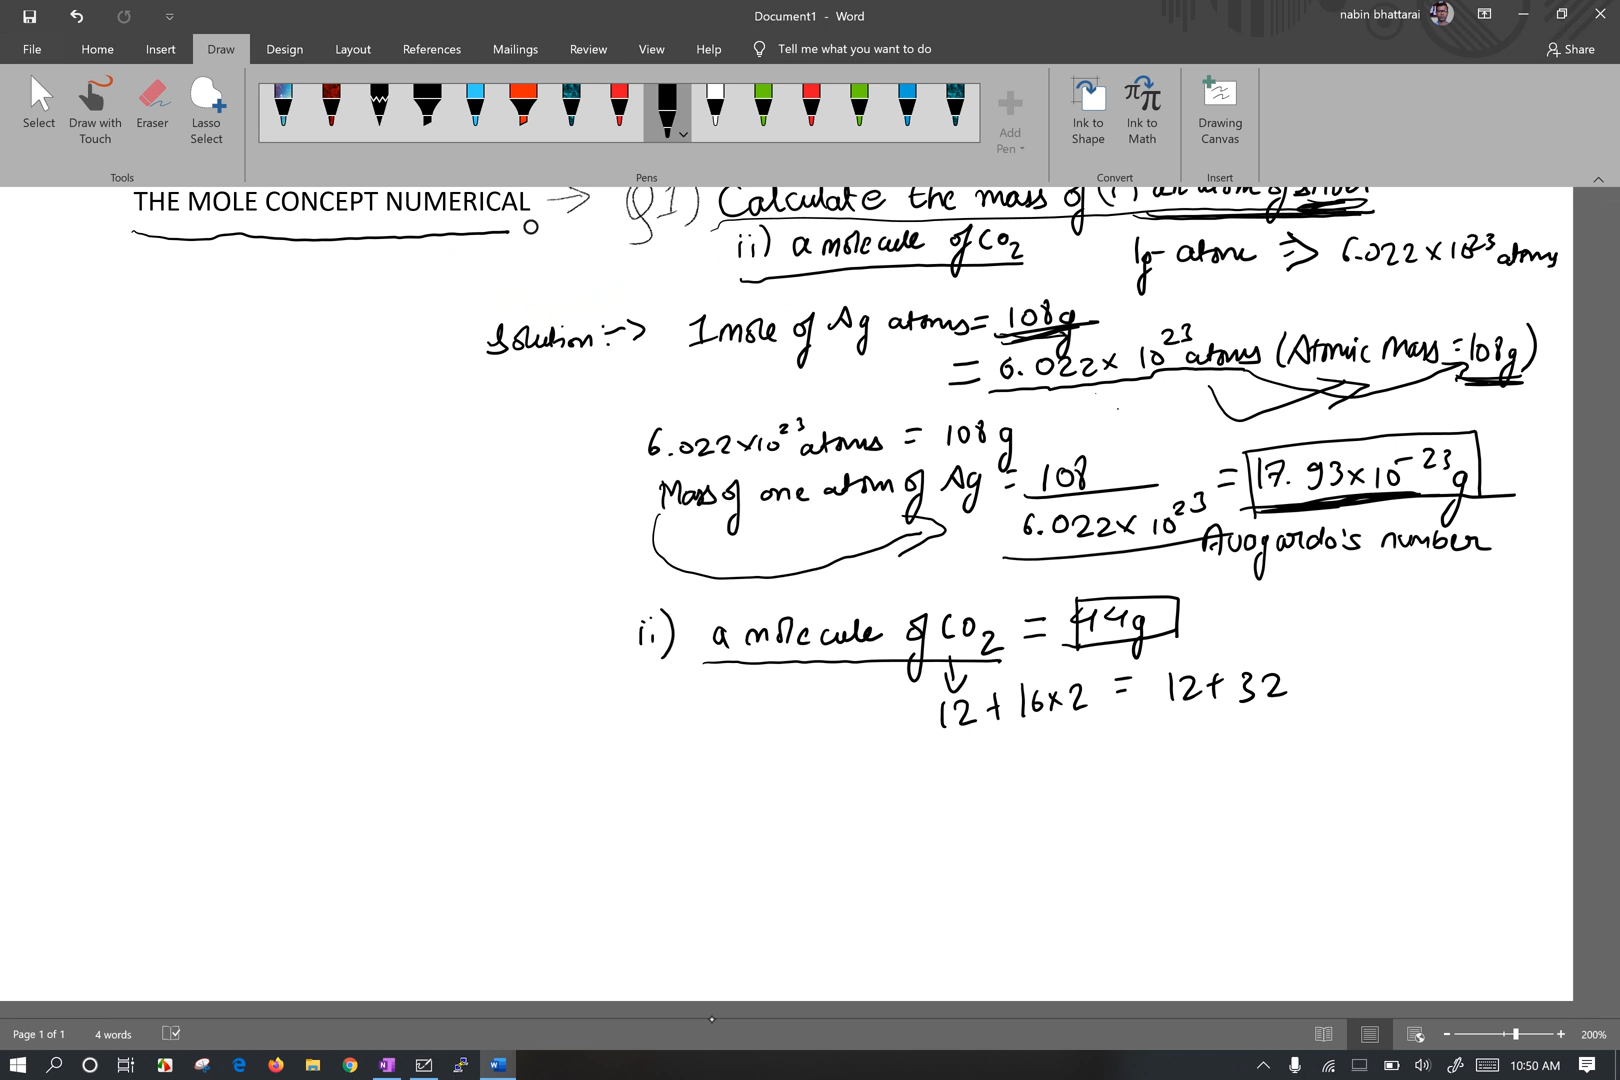 Document1 - Word
nabin bhattarai
File Home Insert Draw Design Layout References Mailings Review View Help Tell me what you want to do Share
Select
Draw with Touch
Eraser
Lasso Select
Add Pen
Ink to Shape
Ink to Math
Drawing Canvas
Tools Pens Convert Insert
THE MOLE CONCEPT NUMERICAL → Q1) Calculate the mass of (i) an atom of silver
ii) a molecule of CO2 1g-atom ⇒ 6.022×10²³ atoms
Solution :-> 1 mole of Ag atoms = 108g
= 6.022 × 10²³ atoms (Atomic Mass = 108g)
6.022×10²³ atoms = 108 g
Mass of one atom of Ag = 108 / 6.022×10²³ = 17.93×10⁻²³g
Avogardo's number
ii) a molecule of CO2 = 44g
12 + 16×2 = 12+ 32
Page 1 of 1 4 words 200%
10:50 AM